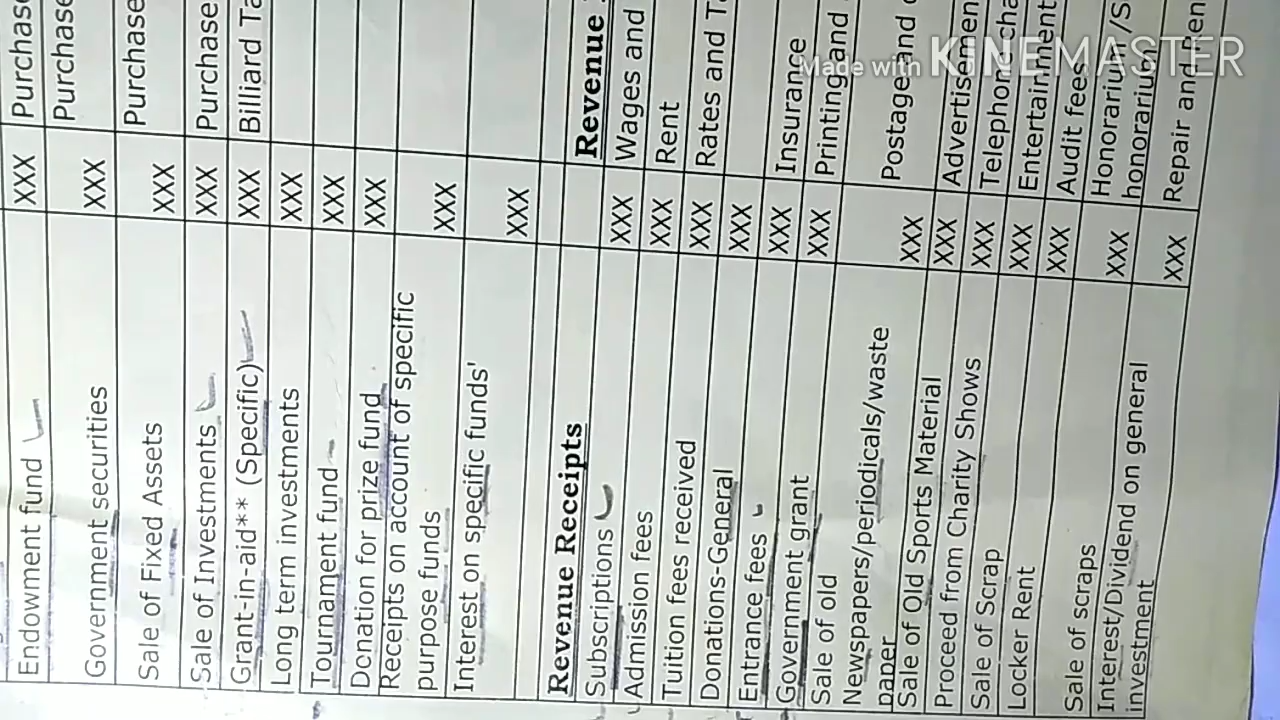 Endowment fund XXX Purchase
Government securities XXX Purchase
Sale of Fixed Assets XXX Purchase
Sale of Investments XXX Purchase
Grant-in-aid** (Specific) XXX Billiard
Long term investments XXX
Tournament fund XXX
Donation for prize fund XXX
Receipts on account of specific
purpose funds XXX
Interest on specific funds'
XXX
Revenue Receipts Revenue
Subscriptions XXX Wages and
Admission fees XXX Rent
Tuition fees received XXX Rates and
Donations-General XXX
Entrance fees XXX Insurance
Government grant XXX Printing and
Sale of old
Newspapers/periodicals/waste
paper XXX Postage and
Sale of Old Sports Material XXX
Proceed from Charity Shows XXX Telephone
Sale of Scrap XXX Entertainment
Locker Rent XXX Audit fees
Sale of scraps XXX Honorarium
honorarium
Interest/Dividend on general
investment XXX Repair and
Made with KINEMASTER